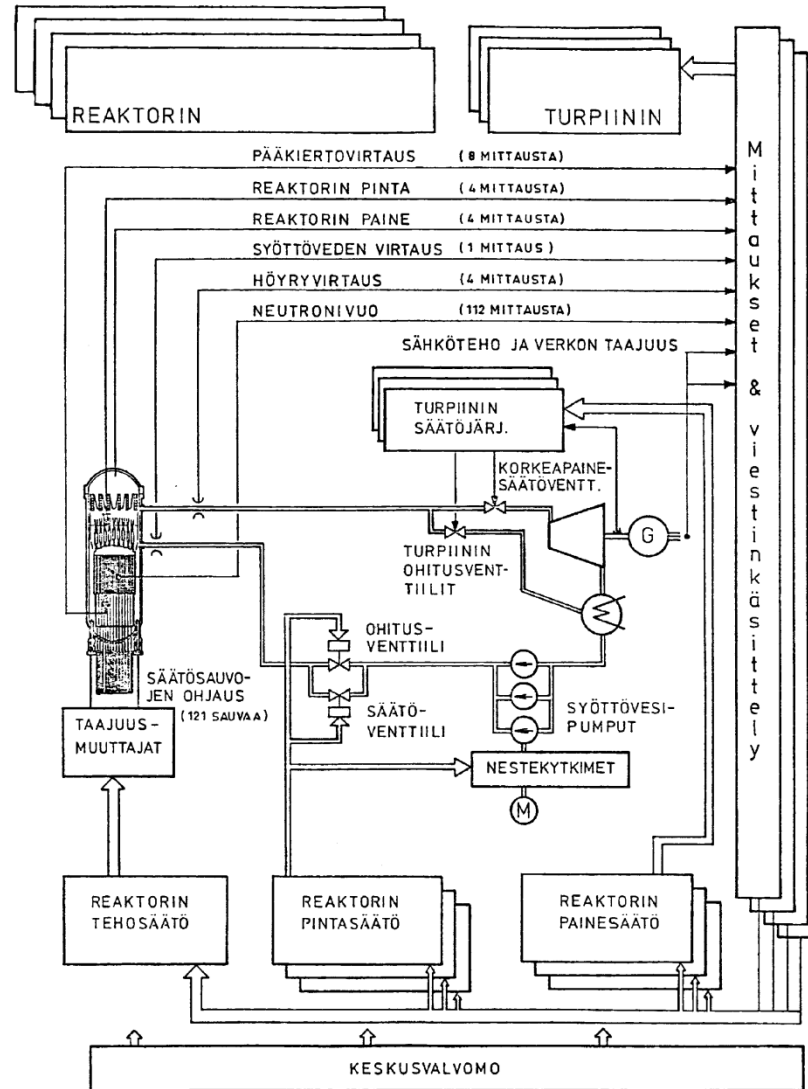 REAKTORIN
TURPIININ
PÄÄKIERTOVIRTAUS (8 MITTAUSTA)
REAKTORIN PINTA (4 MITTAUSTA)
REAKTORIN PAINE (4 MITTAUSTA)
SYÖTTÖVEDEN VIRTAUS (1 MITTAUS)
HÖYRYVIRTAUS (4 MITTAUSTA)
NEUTRONIVUO (112 MITTAUSTA)
SÄHKÖTEHO JA VERKON TAAJUUS
Mittaukset & viestinkäsittely
TURPIININ
SÄÄTÖJÄRJ.
KORKEAPAINE-
SÄÄTÖVENTT.
G
TURPIININ
OHITUSVENT-
TIILIT
OHITUS-
VENTTIILI
SÄÄTÖSAUVO-
JEN OHJAUS
(121 SAUVAA)
SÄÄTÖ-
VENTTIILI
SYÖTTÖVESI-
PUMPUT
TAAJUUS-
MUUTTAJAT
NESTEKYTKIMET
M
REAKTORIN
TEHOSÄÄTÖ
REAKTORIN
PINTASÄÄTÖ
REAKTORIN
PAINESÄÄTÖ
KESKUSVALVOMO